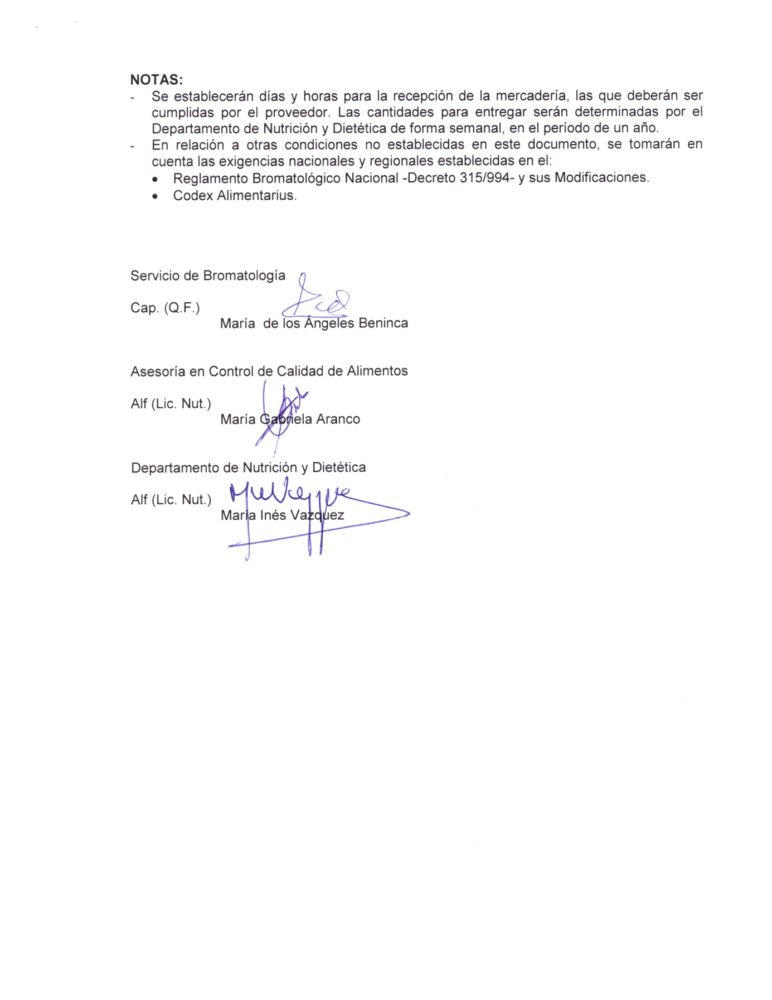 NOTAS:
- Se establecerán días y horas para la recepción de la mercadería, las que deberán ser
cumplidas por el proveedor. Las cantidades para entregar serán determinadas por el
Departamento de Nutrición y Dietética de forma semanal, en el período de un año.
- En relación a otras condiciones no establecidas en este documento, se tomarán en
cuenta las exigencias nacionales y regionales establecidas en el:
• Reglamento Bromatológico Nacional -Decreto 315/994- y sus Modificaciones.
• Codex Alimentarius.
Servicio de Bromatología
Cap. (Q.F.)
María de los Ángeles Beninca
Asesoría en Control de Calidad de Alimentos
Alf (Lic. Nut.)
María Gabriela Aranco
Departamento de Nutrición y Dietética
Alf (Lic. Nut.)
María Inés Vazquez